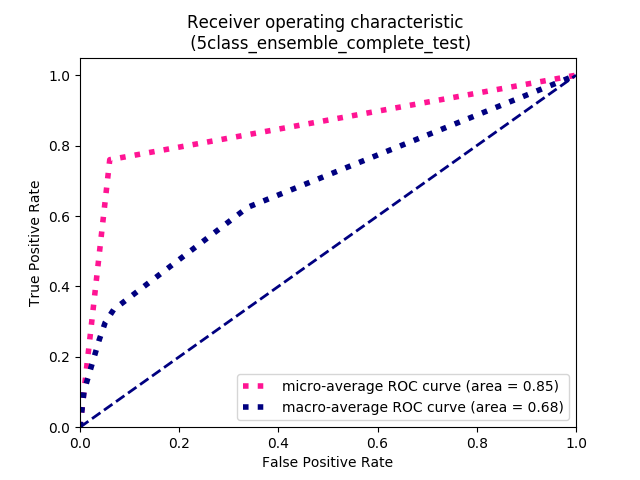 Receiver operating characteristic
(5class_ensemble_complete_test)
1.0
0.8
0.6
0.4
0.2
0.0
True Positive Rate
micro-average ROC curve (area = 0.85)
macro-average ROC curve (area = 0.68)
0.0 0.2 0.4 0.6 0.8 1.0
False Positive Rate